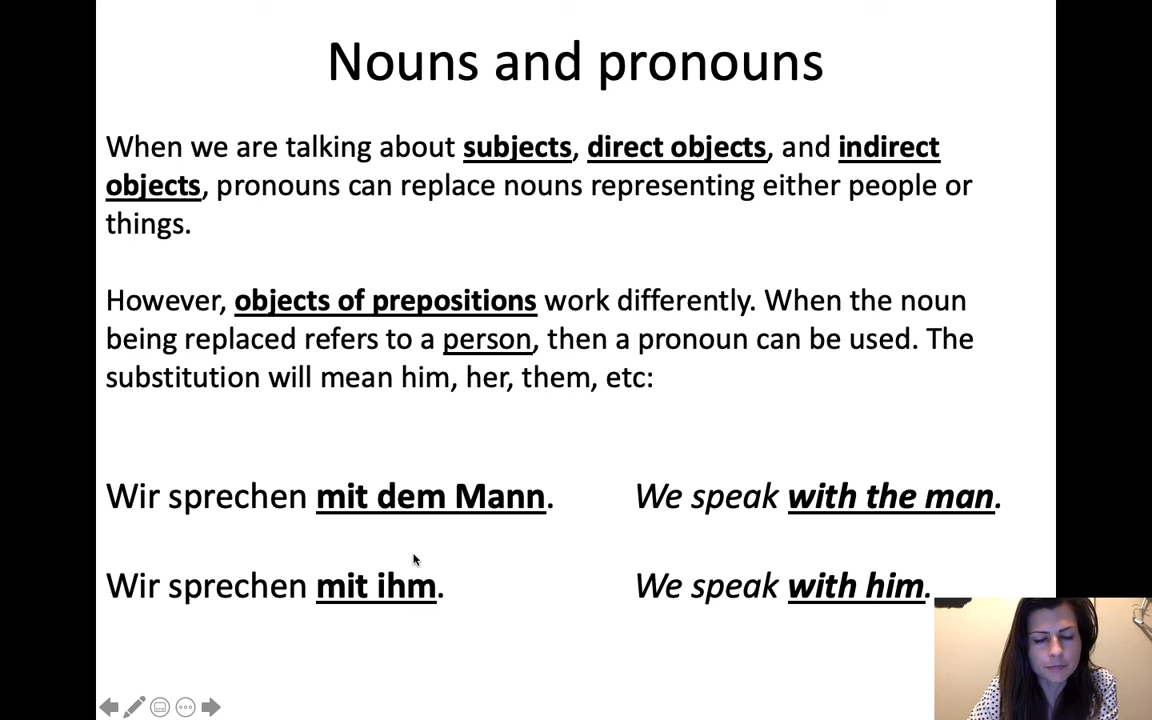 Nouns and pronouns
When we are talking about subjects, direct objects, and indirect
objects, pronouns can replace nouns representing either people or
things.
However, objects of prepositions work differently. When the noun
being replaced refers to a person, then a pronoun can be used. The
substitution will mean him, her, them, etc:
Wir sprechen mit dem Mann. We speak with the man.
Wir sprechen mit ihm. We speak with him.